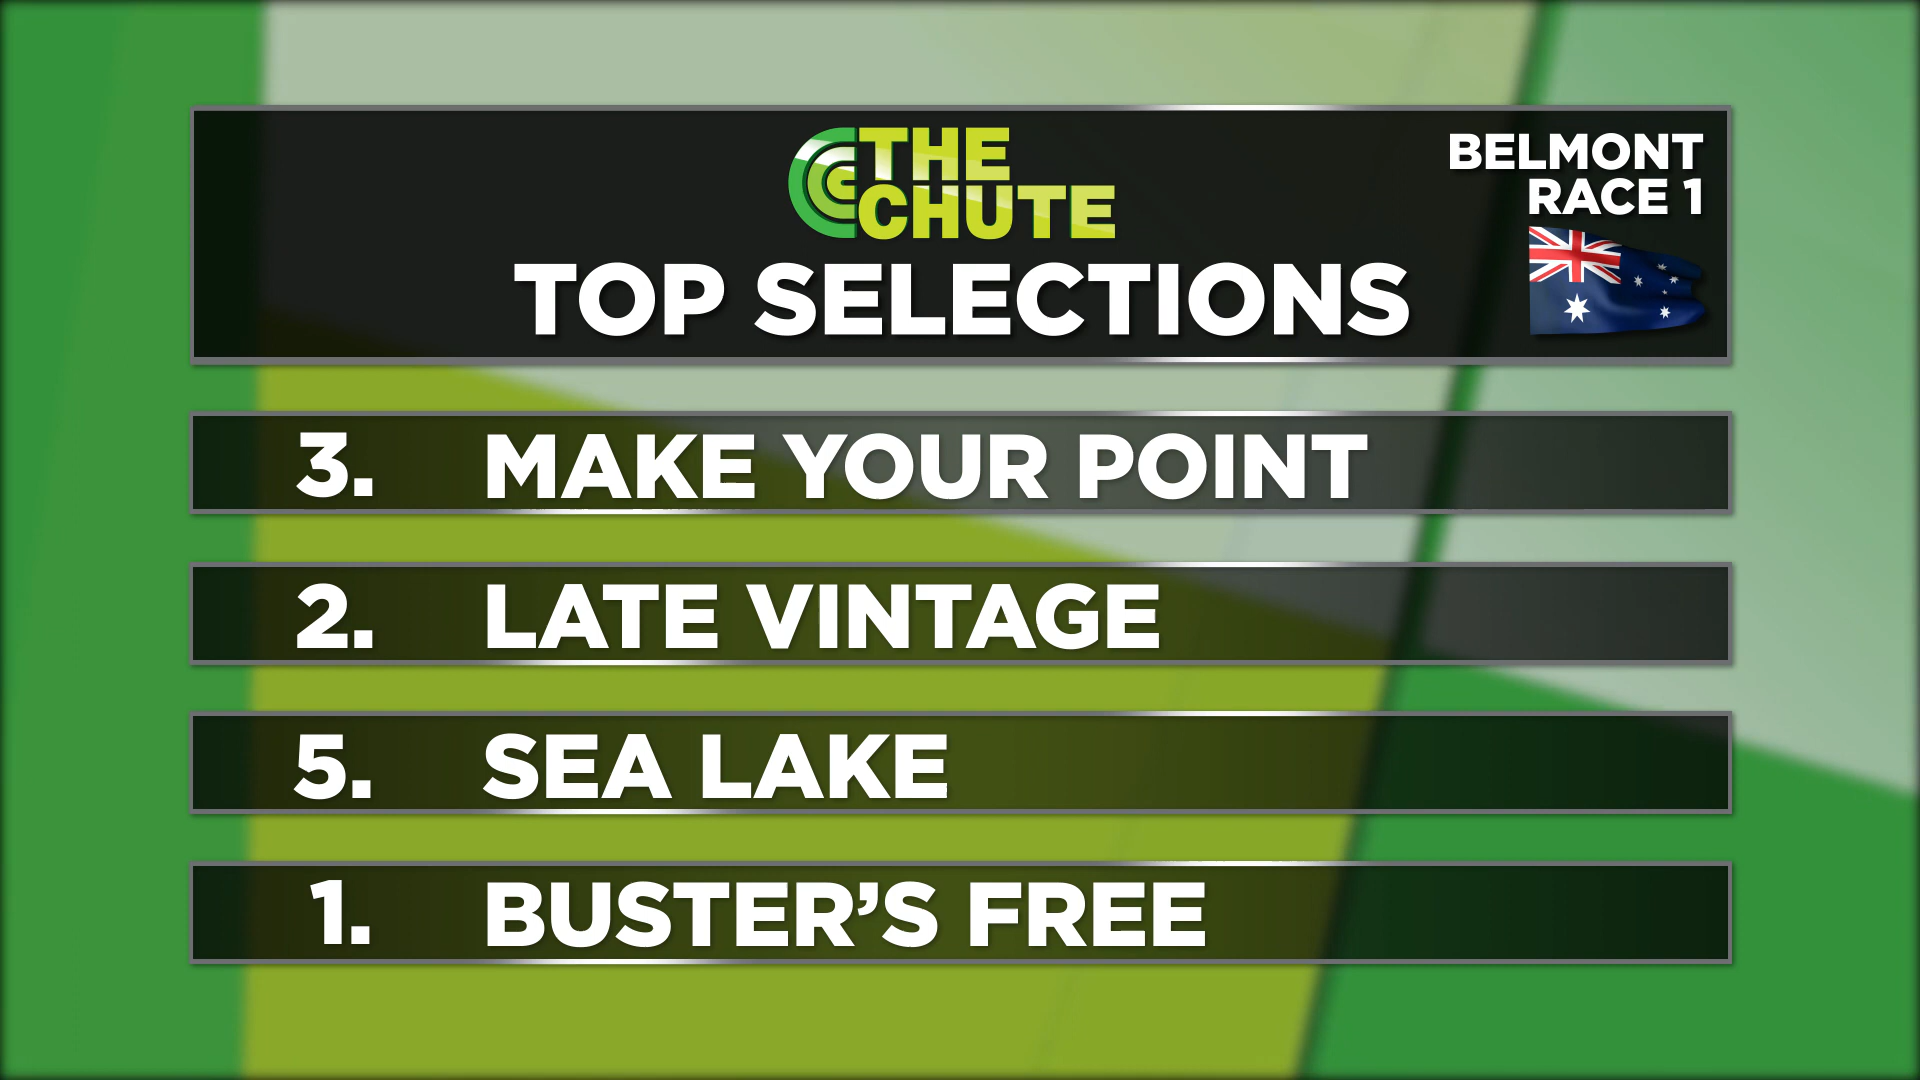 THE
CHUTE
BELMONT
RACE 1
TOP SELECTIONS
3. MAKE YOUR POINT
2. LATE VINTAGE
5. SEA LAKE
1. BUSTER’S FREE